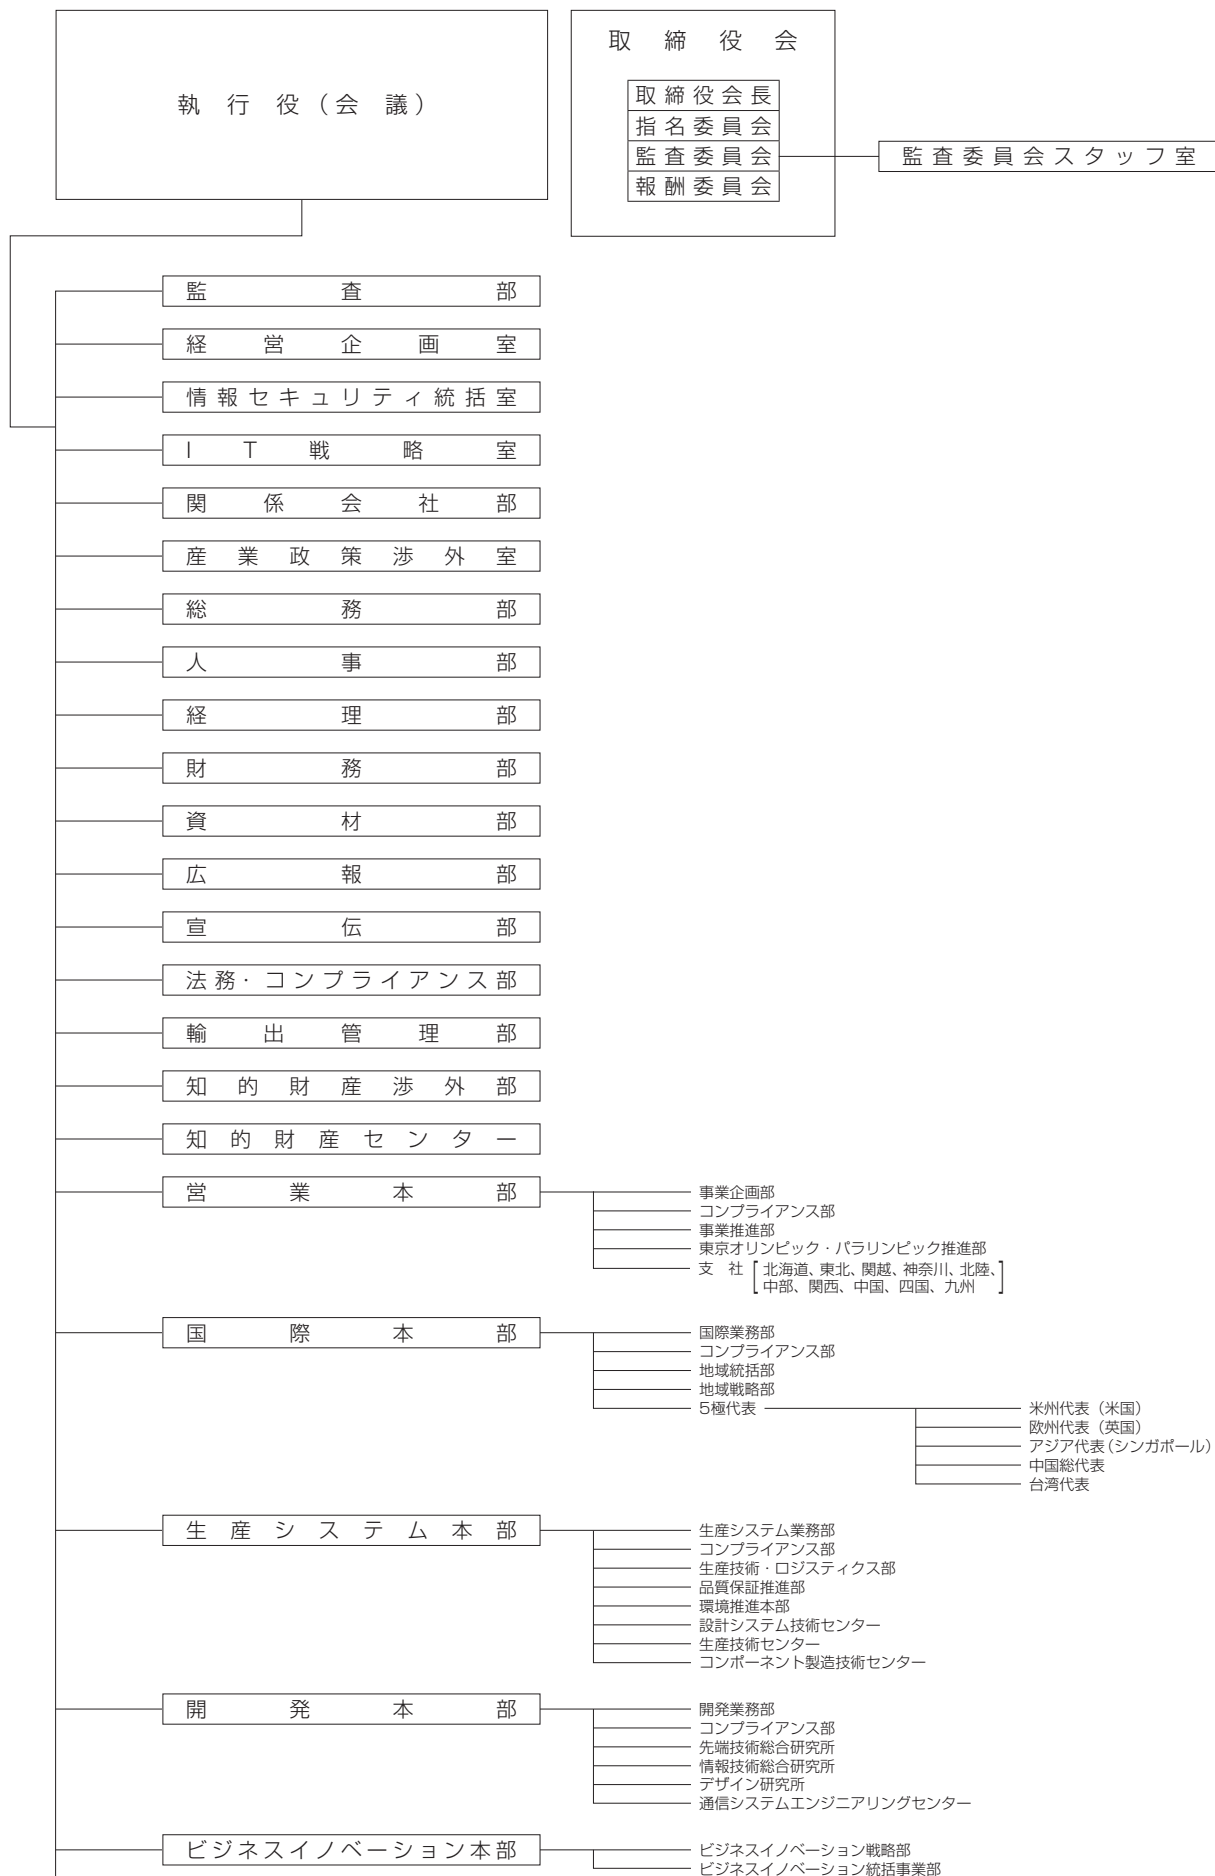 執行役（会議）
取締役会
取締役会長
指名委員会
監査委員会
報酬委員会
監査委員会スタッフ室
監査部
経営企画室
情報セキュリティ統括室
IT戦略室
関係会社部
産業政策渉外室
総務部
人事部
経理部
財務部
資材部
広報部
宣伝部
法務・コンプライアンス部
輸出管理部
知的財産渉外部
知的財産センター
営業本部
事業企画部
コンプライアンス部
事業推進部
東京オリンピック・パラリンピック推進部
支社［北海道、東北、関越、神奈川、北陸、
中部、関西、中国、四国、九州］
国際本部
国際業務部
コンプライアンス部
地域統括部
地域戦略部
5極代表
米州代表（米国）
欧州代表（英国）
アジア代表（シンガポール）
中国総代表
台湾代表
生産システム本部
生産システム業務部
コンプライアンス部
生産技術・ロジスティクス部
品質保証推進部
環境推進本部
設計システム技術センター
生産技術センター
コンポーネント製造技術センター
開発本部
開発業務部
コンプライアンス部
先端技術総合研究所
情報技術総合研究所
デザイン研究所
通信システムエンジニアリングセンター
ビジネスイノベーション本部
ビジネスイノベーション戦略部
ビジネスイノベーション統括事業部